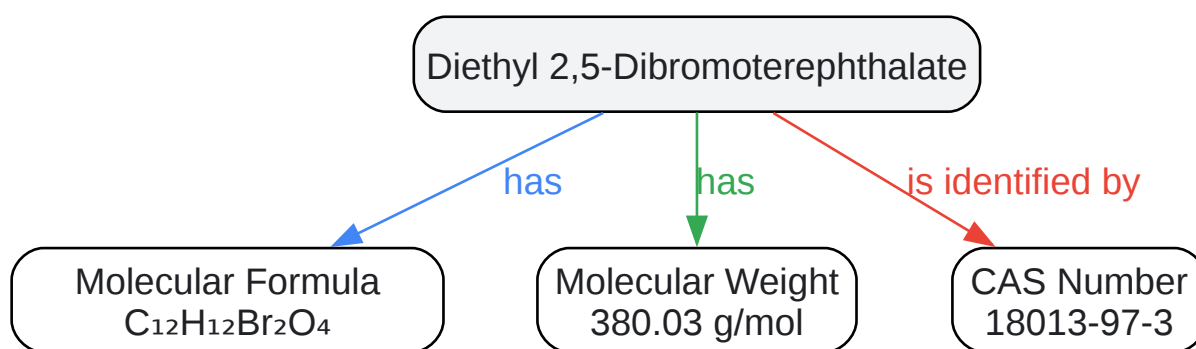 Diethyl 2,5-Dibromoterephthalate
has
has
is identified by
Molecular Formula
C₁₂H₁₂Br₂O₄
Molecular Weight
380.03 g/mol
CAS Number
18013-97-3